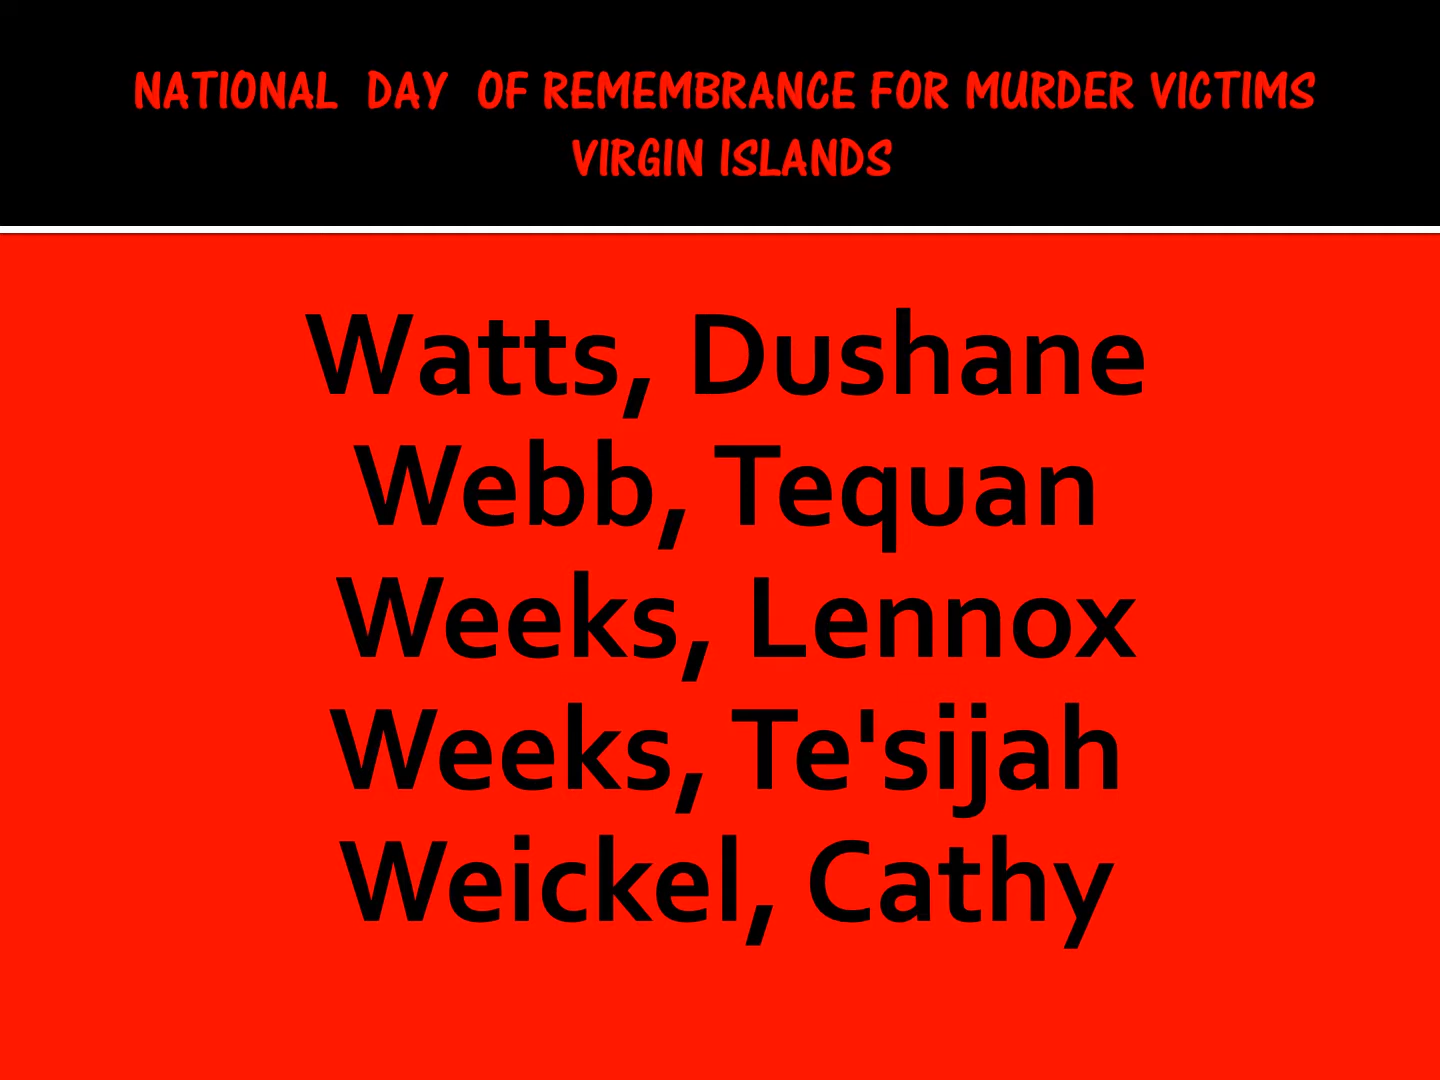 NATIONAL DAY OF REMEMBRANCE FOR MURDER VICTIMS
VIRGIN ISLANDS
Watts, Dushane
Webb, Tequan
Weeks, Lennox
Weeks, Te'sijah
Weickel, Cathy